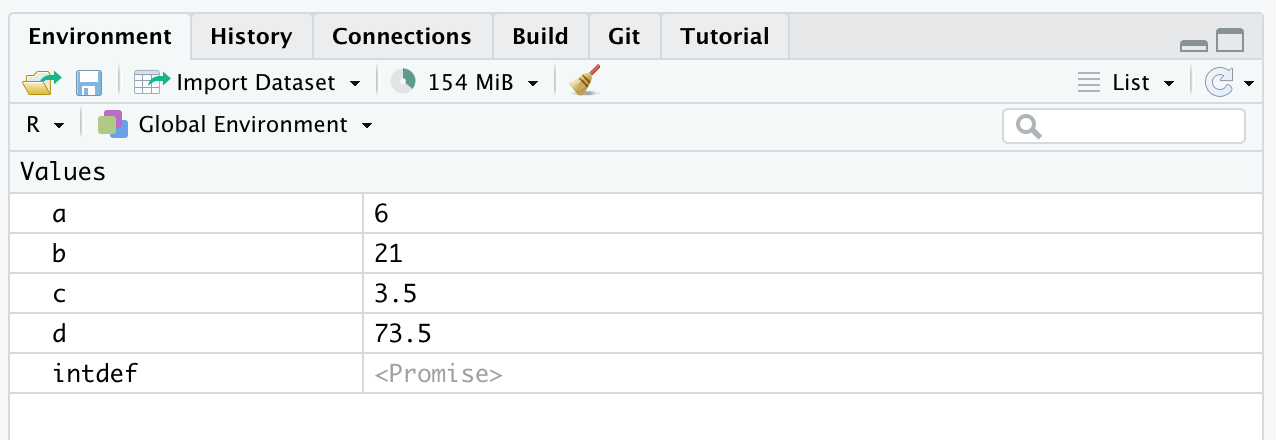 Environment History Connections Build Git Tutorial
Import Dataset 154 MiB List
R Global Environment
Values
a 6
b 21
c 3.5
d 73.5
intdef <Promise>